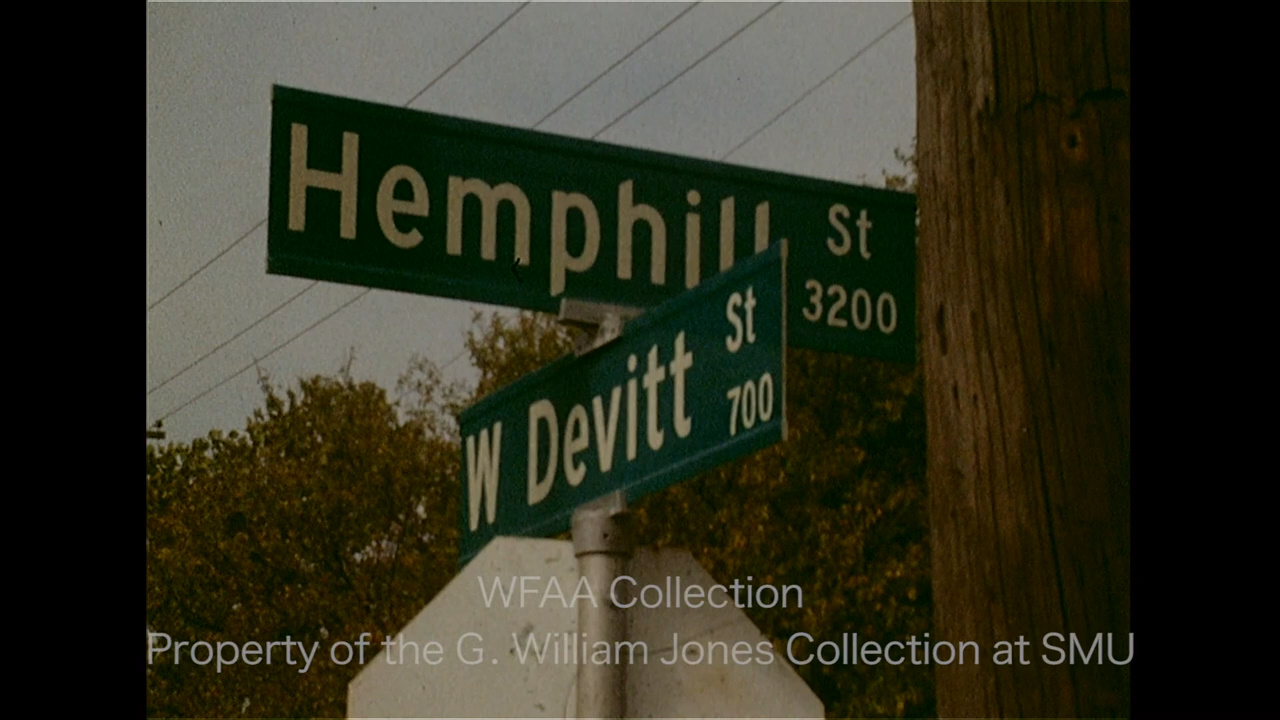 Hemphill St
3200
W Devitt St
700
WFAA Collection
Property of the G. William Jones Collection at SMU